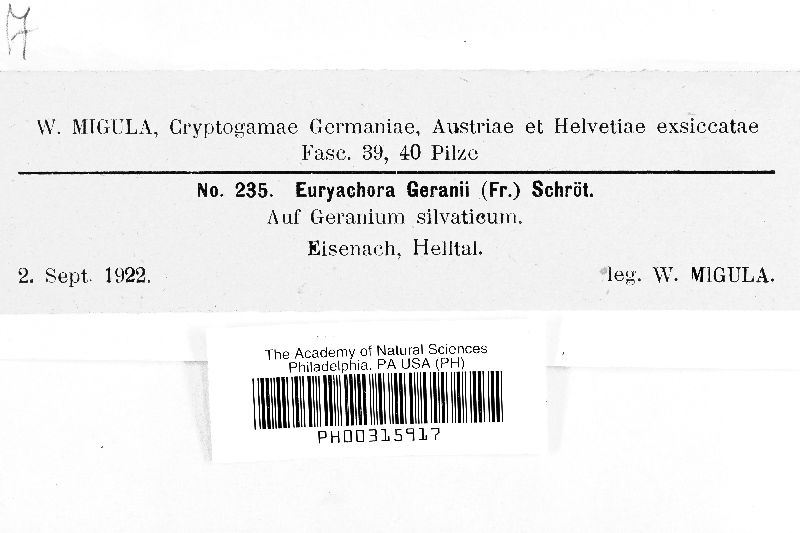 W. MIGULA, Cryptogamae Germaniae, Austriae et Helvetiae exsiccatae
Fasc. 39, 40 Pilze
No. 235. Euryachora Geranii (Fr.) Schröt.
Auf Geranium silvaticum.
Eisenach, Helltal.
2. Sept. 1922. leg. W. MIGULA.
The Academy of Natural Sciences
Philadelphia, PA USA (PH)
PH00315917